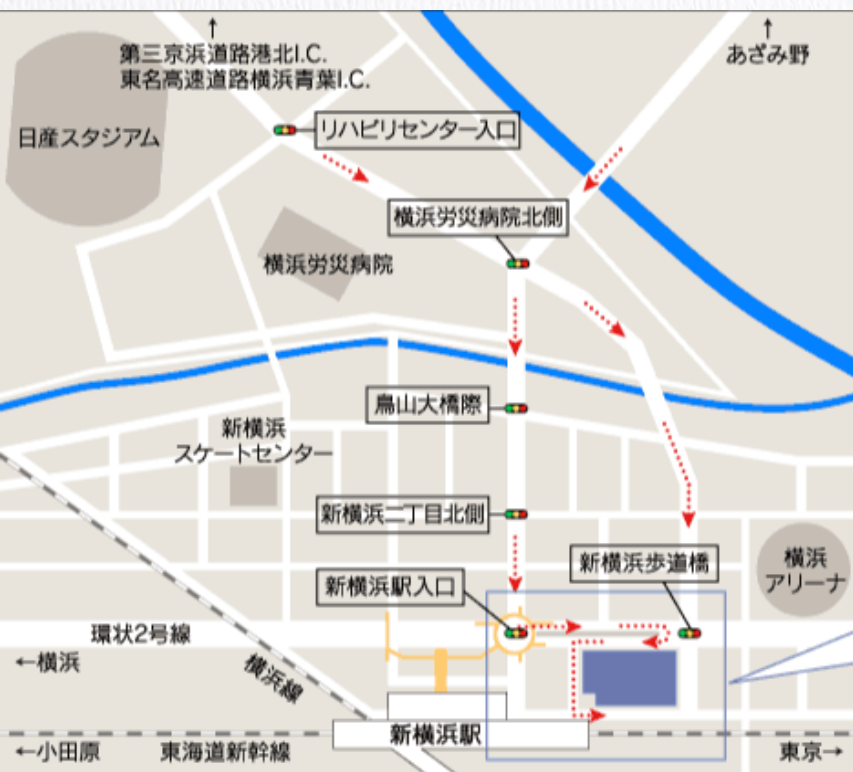 ↑
第三京浜道路港北I.C.
東名高速道路横浜青葉I.C.
↑
あざみ野
日産スタジアム
リハビリセンター入口
横浜労災病院北側
横浜労災病院
鳥山大橋際
新横浜
スケートセンター
新横浜二丁目北側
新横浜歩道橋
横浜
アリーナ
新横浜駅入口
環状2号線
←横浜
横浜線
新横浜駅
←小田原
東海道新幹線
東京→